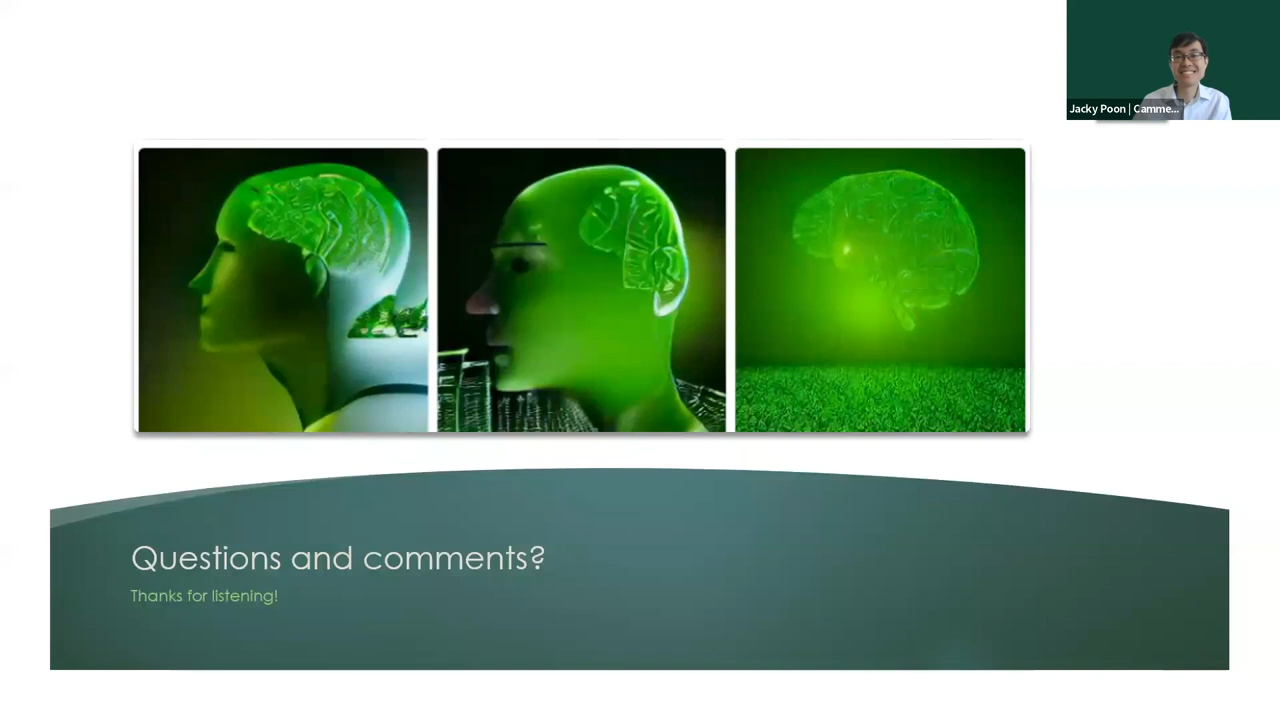 Jacky Poon | Camme...
Questions and comments?
Thanks for listening!